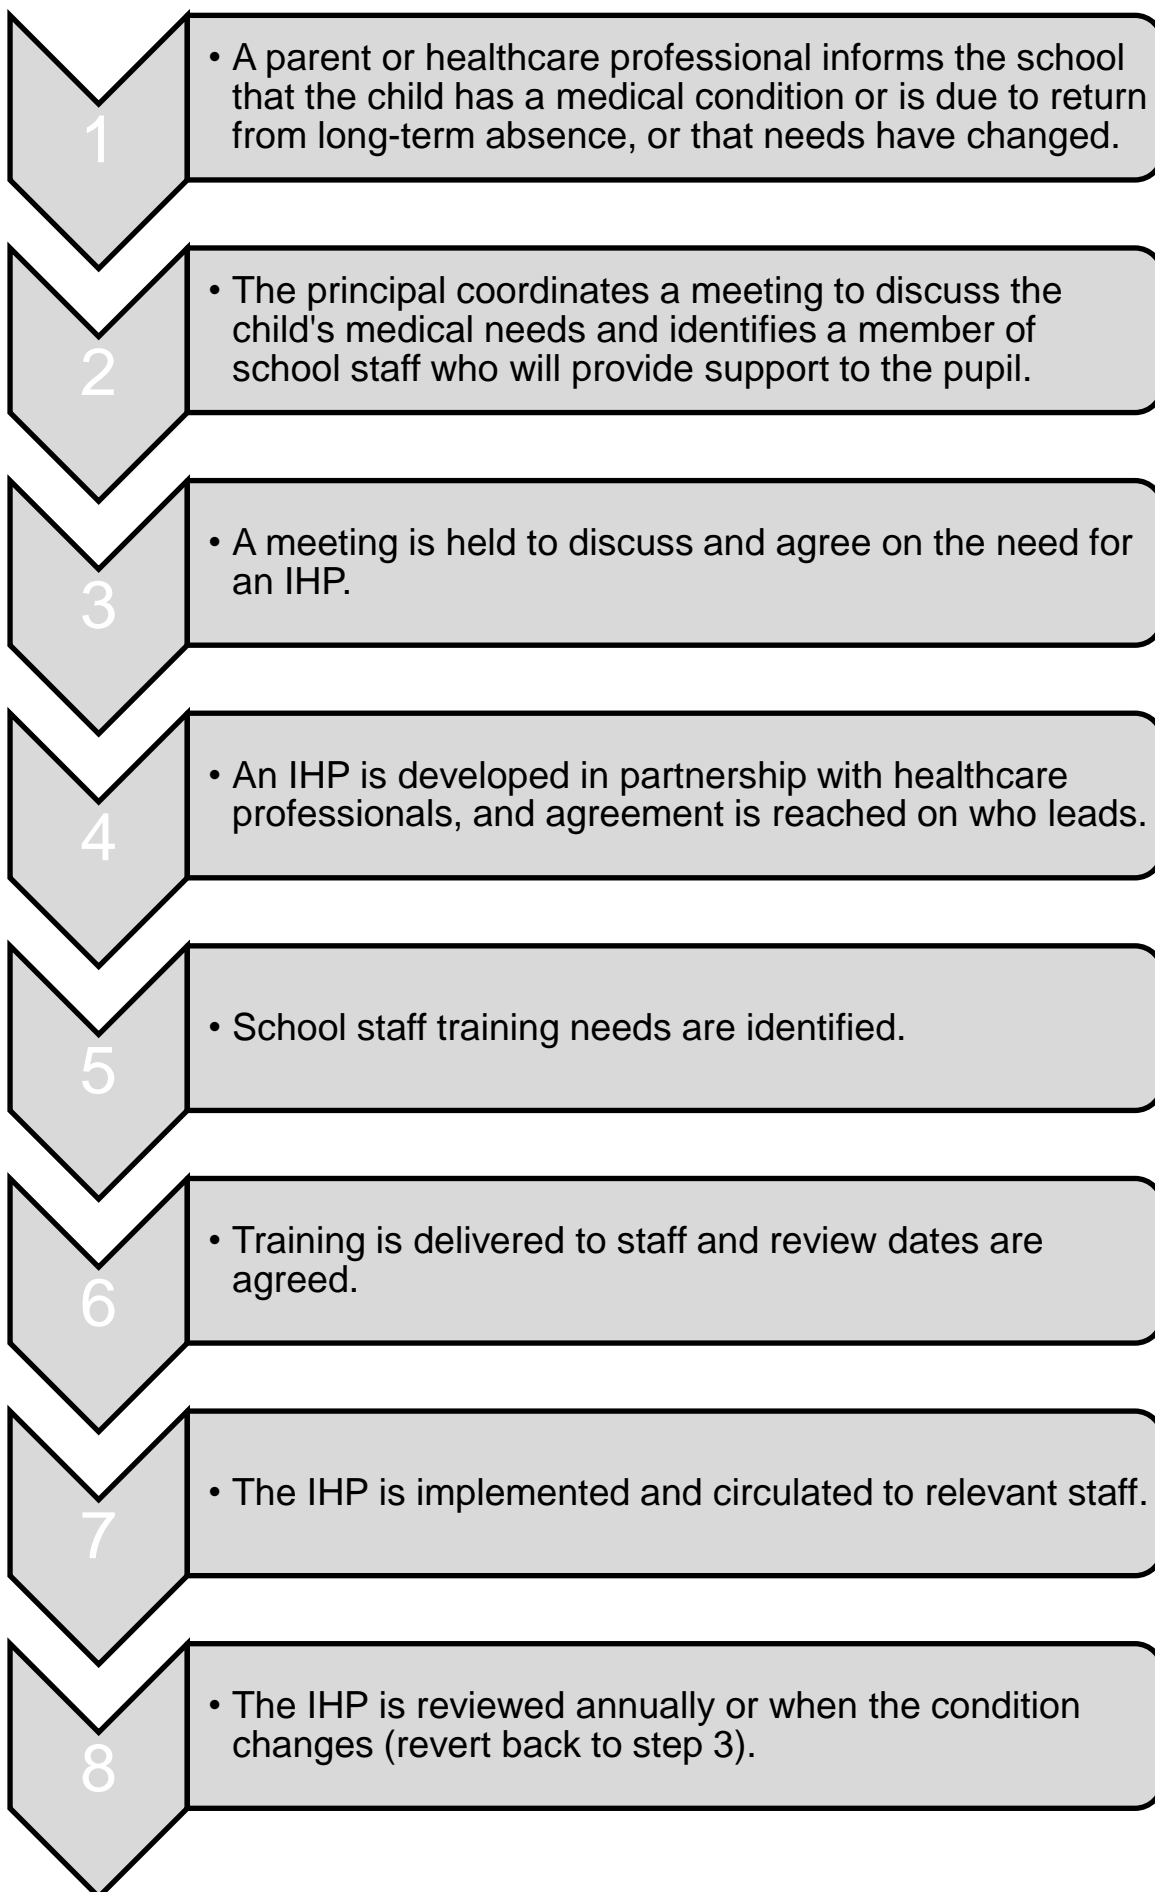 1
• A parent or healthcare professional informs the school
that the child has a medical condition or is due to return
from long-term absence, or that needs have changed.
2
• The principal coordinates a meeting to discuss the
child's medical needs and identifies a member of
school staff who will provide support to the pupil.
3
• A meeting is held to discuss and agree on the need for
an IHP.
4
• An IHP is developed in partnership with healthcare
professionals, and agreement is reached on who leads.
5
• School staff training needs are identified.
6
• Training is delivered to staff and review dates are
agreed.
7
• The IHP is implemented and circulated to relevant staff.
8
• The IHP is reviewed annually or when the condition
changes (revert back to step 3).